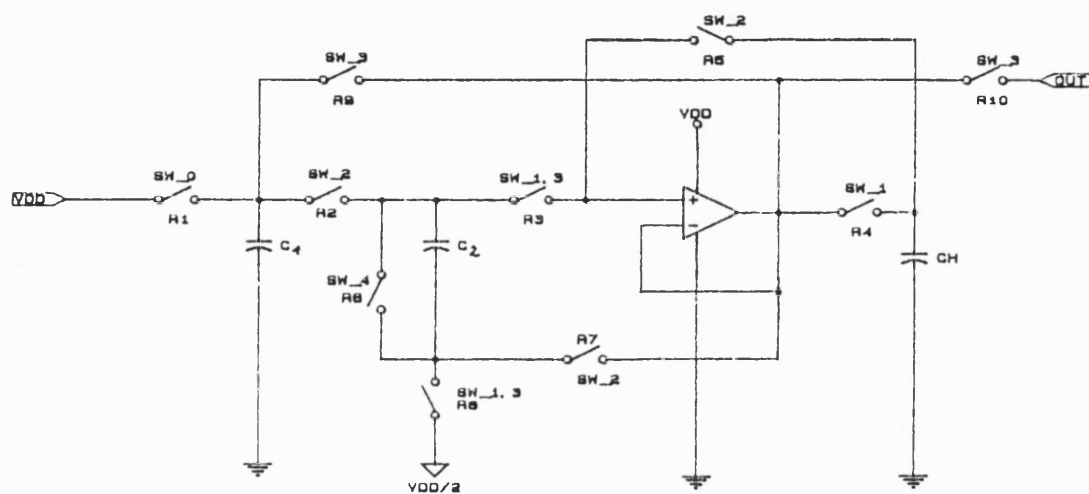 SW_2
R5
SW_3
R9
SW_3
R10
OUT
VDD
VDD
SW_0
R1
SW_2
R2
SW_1.3
R3
+
-
SW_1
R4
C1
C2
CH
SW_4
R6
R7
SW_2
SW_1.3
R8
VDD/2